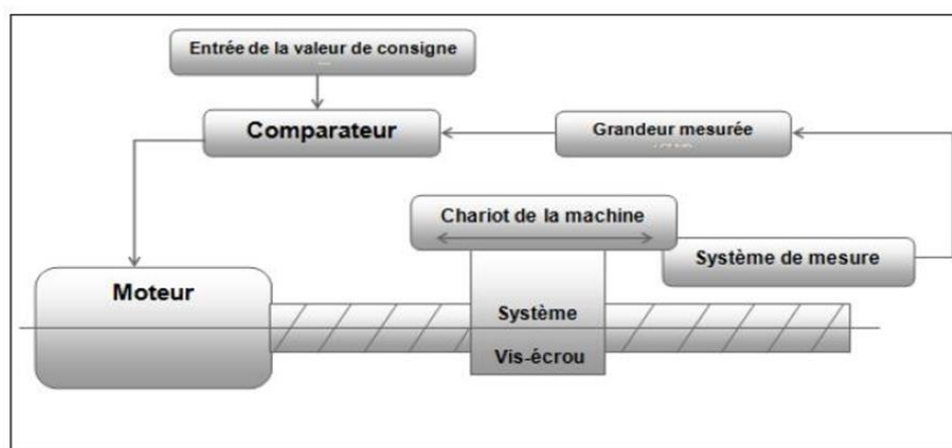 Entrée de la valeur de consigne
Comparateur
Grandeur mesurée
Chariot de la machine
Système de mesure
Moteur
Système
Vis-écrou